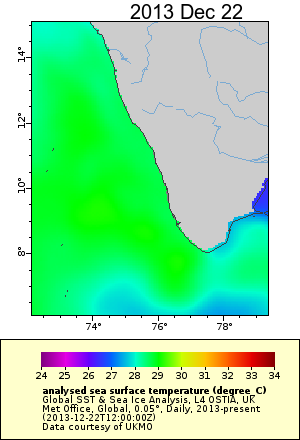 2013 Dec 22
14°
12°
10°
8°
74° 76° 78°
24 25 26 27 28 29 30 31 32 33 34
analysed sea surface temperature (degree_C)
Global SST & Sea Ice Analysis, L4 OSTIA, UK
Met Office, Global, 0.05°, Daily, 2013-present
(2013-12-22T12:00:00Z)
Data courtesy of UKMO